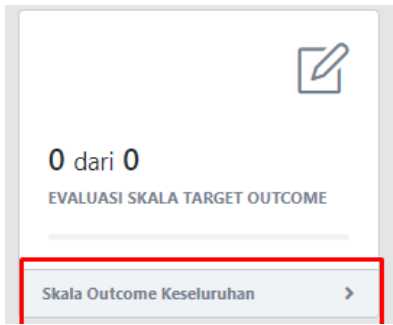 0 dari 0
EVALUASI SKALA TARGET OUTCOME
Skala Outcome Keseluruhan